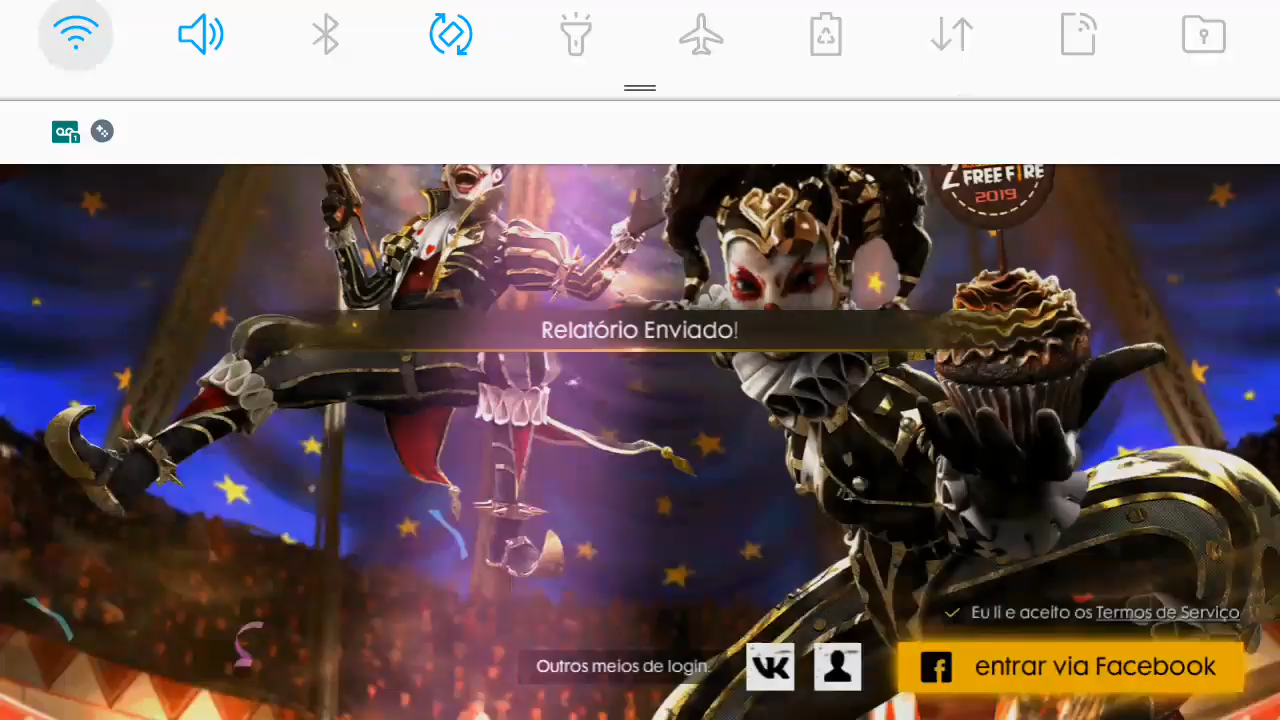 FREE FIRE
2019
Relatório Enviado!
Eu li e aceito os Termos de Serviço
Outros meios de login.
entrar via Facebook